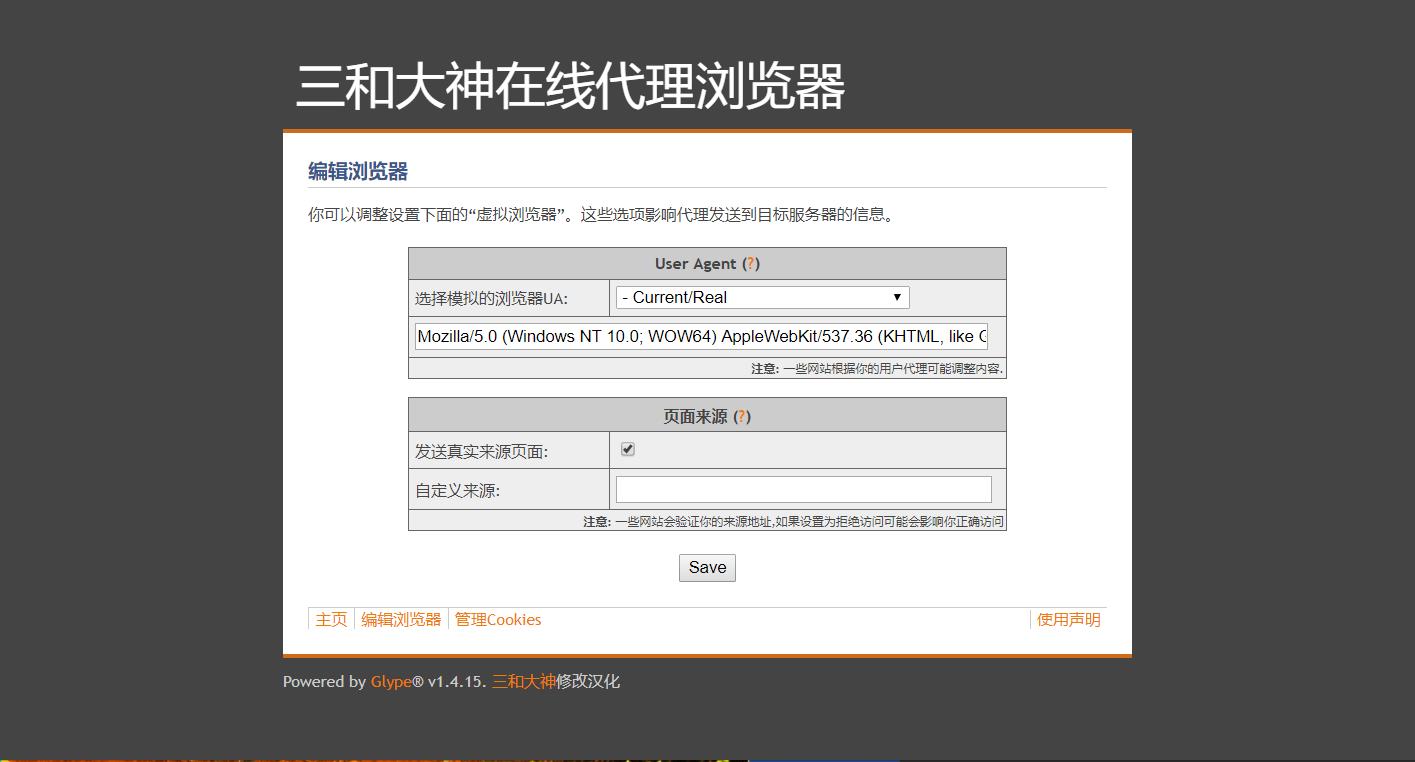 三和大神在线代理浏览器
编辑浏览器
你可以调整设置下面的“虚拟浏览器”。这些选项影响代理发送到目标服务器的信息。
User Agent (?)
选择模拟的浏览器UA: - Current/Real
Mozilla/5.0 (Windows NT 10.0; WOW64) AppleWebKit/537.36 (KHTML, like G
注意: 一些网站根据你的用户代理可能调整内容.
页面来源 (?)
发送真实来源页面:
自定义来源:
注意: 一些网站会验证你的来源地址,如果设置为拒绝访问可能会影响你正确访问
Save
主页 编辑浏览器 管理Cookies 使用声明
Powered by Glype® v1.4.15. 三和大神修改汉化